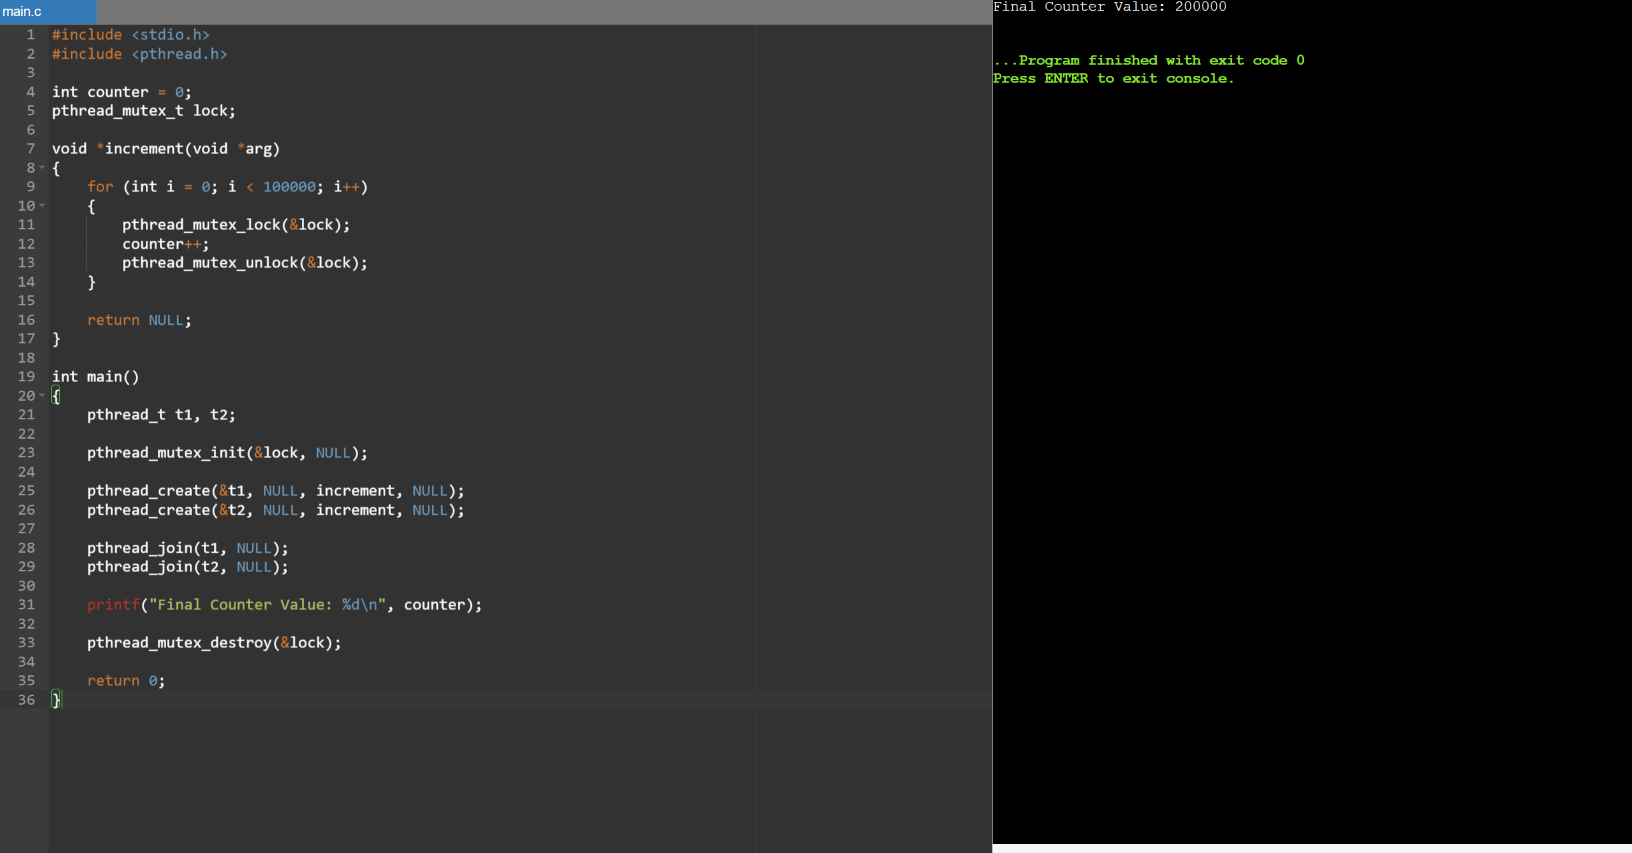 main.c
1 #include <stdio.h>
2 #include <pthread.h>
3
4 int counter = 0;
5 pthread_mutex_t lock;
6
7 void *increment(void *arg)
8 {
9     for (int i = 0; i < 100000; i++)
10     {
11         pthread_mutex_lock(&lock);
12         counter++;
13         pthread_mutex_unlock(&lock);
14     }
15
16     return NULL;
17 }
18
19 int main()
20 {
21     pthread_t t1, t2;
22
23     pthread_mutex_init(&lock, NULL);
24
25     pthread_create(&t1, NULL, increment, NULL);
26     pthread_create(&t2, NULL, increment, NULL);
27
28     pthread_join(t1, NULL);
29     pthread_join(t2, NULL);
30
31     printf("Final Counter Value: %d\n", counter);
32
33     pthread_mutex_destroy(&lock);
34
35     return 0;
36 }
Final Counter Value: 200000
...Program finished with exit code 0
Press ENTER to exit console.